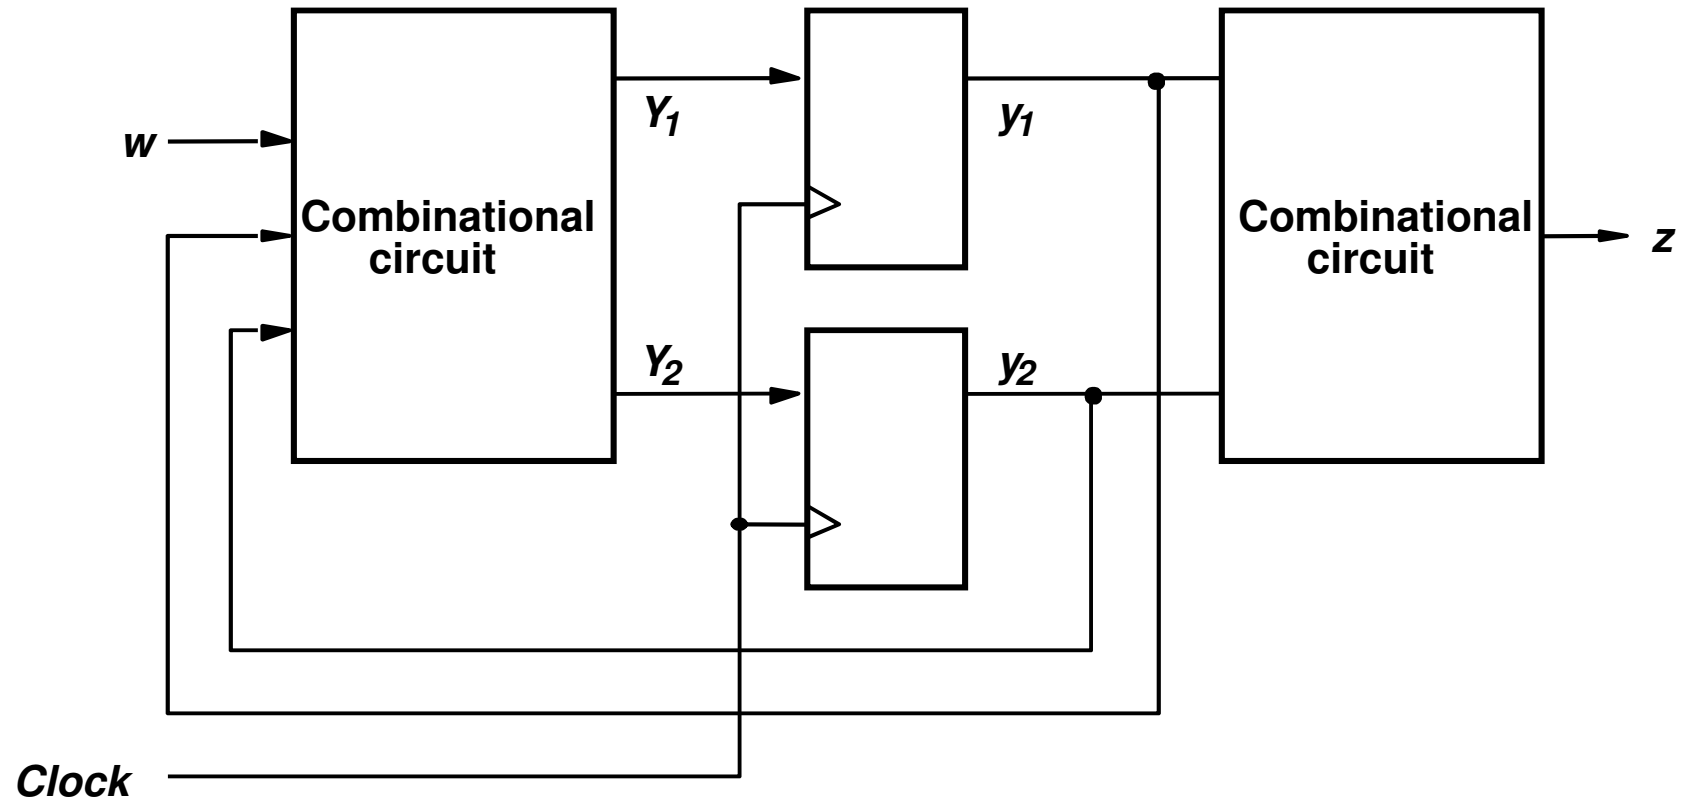 w
Combinational
circuit
Y1
Y2
y1
y2
Combinational
circuit
z
Clock